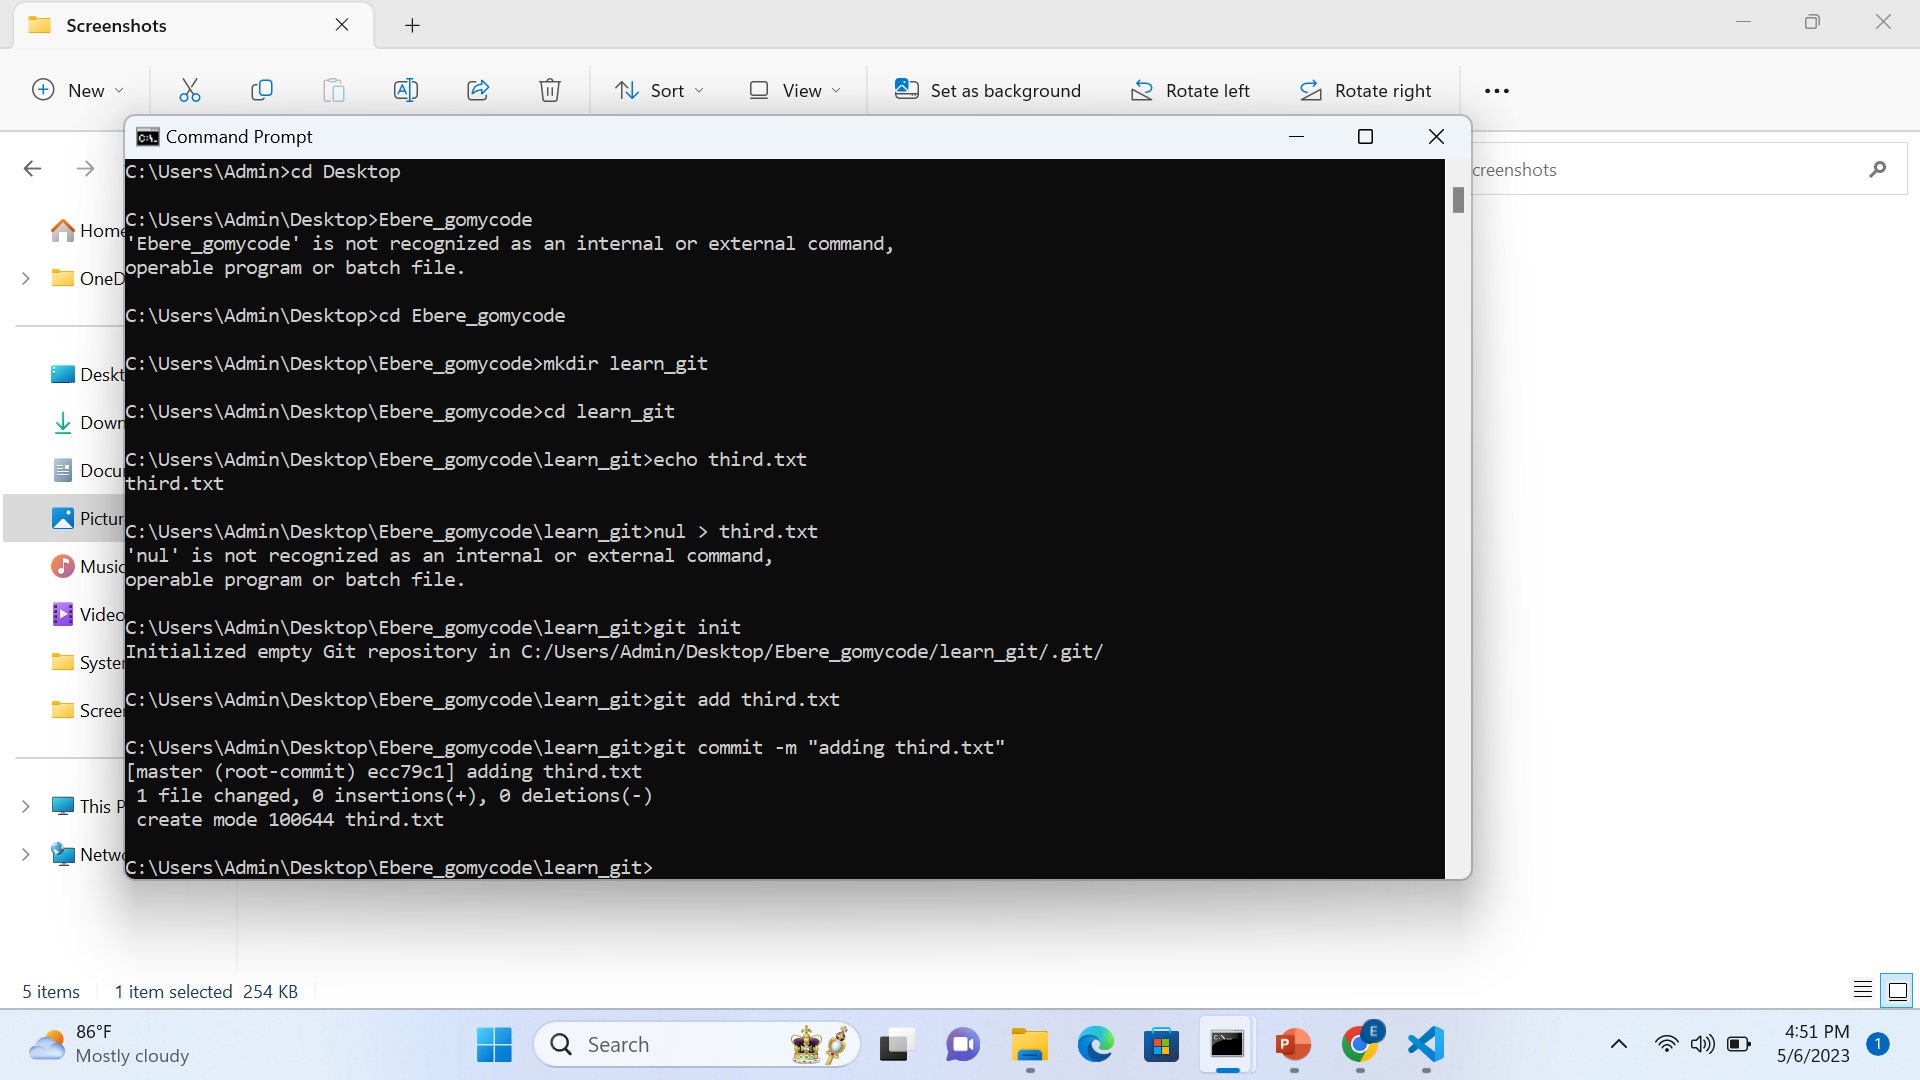 Screenshots
New
Sort
View
Set as background
Rotate left
Rotate right
Command Prompt
creenshots
Home
OneD
Deskt
Down
Docu
Pictur
Music
Video
System
Screen
This P
Netwo
C:\Users\Admin>cd Desktop
C:\Users\Admin\Desktop>Ebere_gomycode
'Ebere_gomycode' is not recognized as an internal or external command,
operable program or batch file.
C:\Users\Admin\Desktop>cd Ebere_gomycode
C:\Users\Admin\Desktop\Ebere_gomycode>mkdir learn_git
C:\Users\Admin\Desktop\Ebere_gomycode>cd learn_git
C:\Users\Admin\Desktop\Ebere_gomycode\learn_git>echo third.txt
third.txt
C:\Users\Admin\Desktop\Ebere_gomycode\learn_git>nul > third.txt
'nul' is not recognized as an internal or external command,
operable program or batch file.
C:\Users\Admin\Desktop\Ebere_gomycode\learn_git>git init
Initialized empty Git repository in C:/Users/Admin/Desktop/Ebere_gomycode/learn_git/.git/
C:\Users\Admin\Desktop\Ebere_gomycode\learn_git>git add third.txt
C:\Users\Admin\Desktop\Ebere_gomycode\learn_git>git commit -m "adding third.txt"
[master (root-commit) ecc79c1] adding third.txt
1 file changed, 0 insertions(+), 0 deletions(-)
create mode 100644 third.txt
C:\Users\Admin\Desktop\Ebere_gomycode\learn_git>
5 items 1 item selected 254 KB
86°F
Mostly cloudy
Search
E
4:51 PM
5/6/2023
1